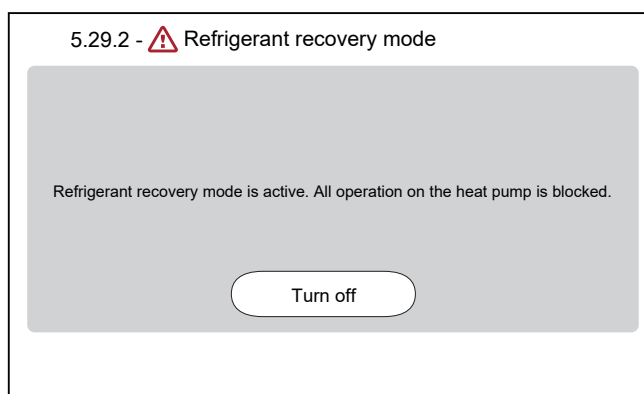 5.29.2 - Refrigerant recovery mode
Refrigerant recovery mode is active. All operation on the heat pump is blocked.
Turn off